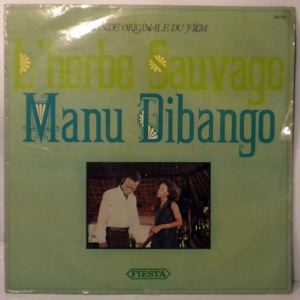 BANDE ORIGINALE DU FILM
L'herbe Sauvage
Manu Dibango
FIESTA